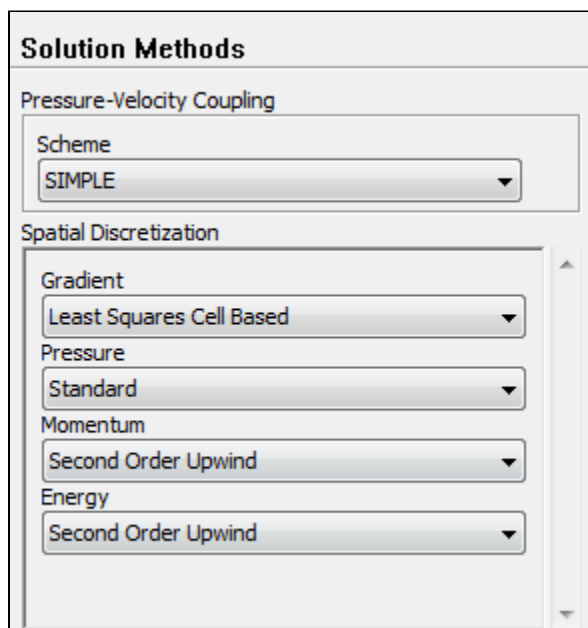 Solution Methods
Pressure-Velocity Coupling
Scheme
SIMPLE
Spatial Discretization
Gradient
Least Squares Cell Based
Pressure
Standard
Momentum
Second Order Upwind
Energy
Second Order Upwind